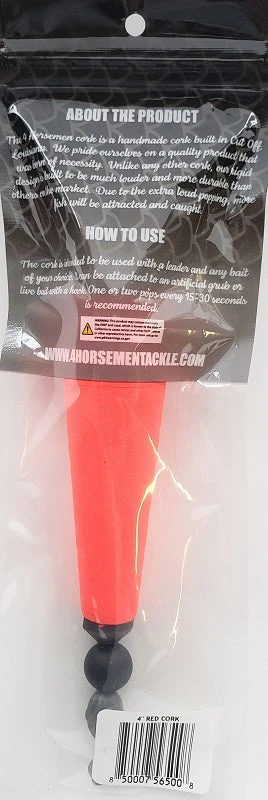 ABOUT THE PRODUCT
The 4 Horsemen cork is a handmade cork built in Cut Off,
Louisiana. We pride ourselves on a quality product that
was born of necessity. Unlike any other cork, our rigid
design built to be much louder and more durable than
others on the market. Due to the extra loud popping, more
fish will be attracted and caught.
HOW TO USE
The cork is intended to be used with a leader and any bait
of your choice. It can be attached to an artificial grub or
live bait with a hook. One or two pops every 15-30 seconds
is recommended.
WWW.4HORSEMENTACKLE.COM
4" RED CORK
8 50007 56500 8